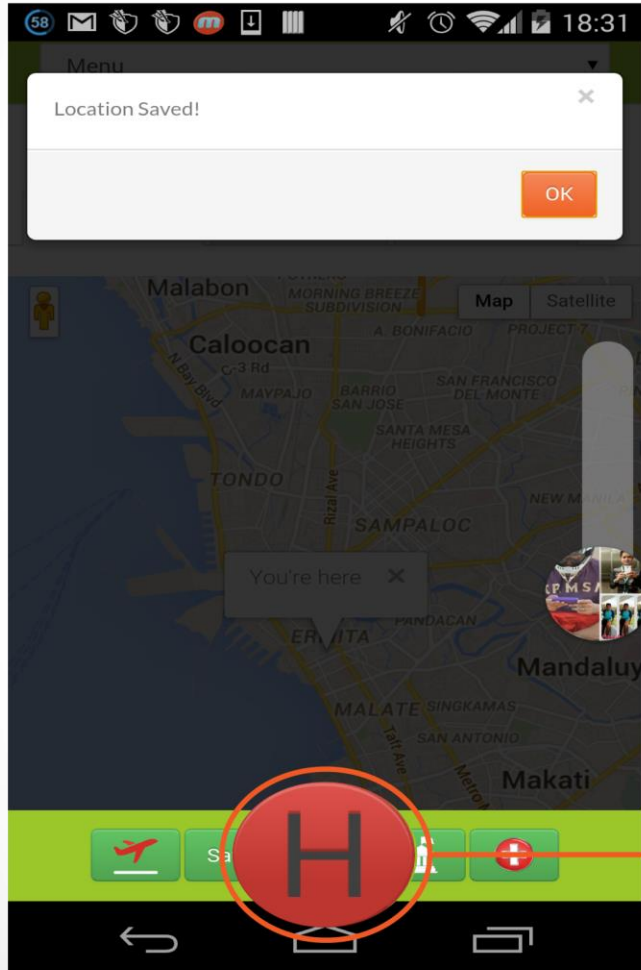 58 18:31
Menu
Location Saved! ×
OK
Malabon
MORNING BREEZE
SUBDIVISION
Map Satellite
A. BONIFACIO PROJECT 7
Caloocan
C-3 Rd
N Bay Blvd
MAYPAJO
BARRIO
SAN JOSE
SAN FRANCISCO
DEL MONTE
SANTA MESA
HEIGHTS
TONDO
Rizal Ave
NEW MANILA
SAMPALOC
You're here ×
PANDACAN
ERMITA
Mandaluy
MALATE
SINGKAMAS
SAN ANTONIO
Taft Ave
Makati
Sa
H